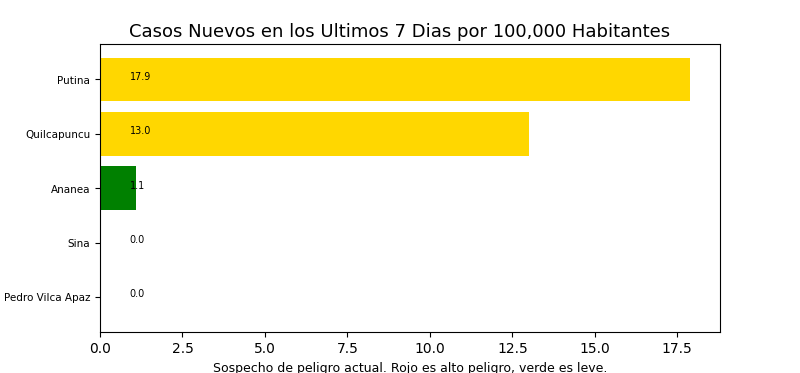 Casos Nuevos en los Ultimos 7 Dias por 100,000 Habitantes
Putina 17.9
Quilcapuncu 13.0
Ananea 1.1
Sina 0.0
Pedro Vilca Apaz 0.0
0.0 2.5 5.0 7.5 10.0 12.5 15.0 17.5
Sospecho de peligro actual. Rojo es alto peligro, verde es leve.